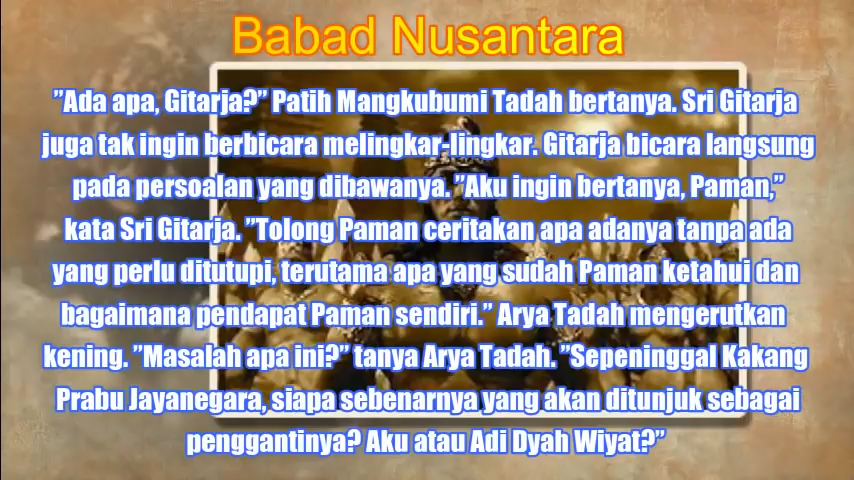 Babad Nusantara
”Ada apa, Gitarja?” Patih Mangkubumi Tadah bertanya. Sri Gitarja
juga tak ingin berbicara melingkar-lingkar. Gitarja bicara langsung
pada persoalan yang dibawanya. ”Aku ingin bertanya, Paman,”
kata Sri Gitarja. ”Tolong Paman ceritakan apa adanya tanpa ada
yang perlu ditutupi, terutama apa yang sudah Paman ketahui dan
bagaimana pendapat Paman sendiri.” Arya Tadah mengerutkan
kening. ”Masalah apa ini?” tanya Arya Tadah. ”Sepeninggal Kakang
Prabu Jayanegara, siapa sebenarnya yang akan ditunjuk sebagai
penggantinya? Aku atau Adi Dyah Wiyat?”